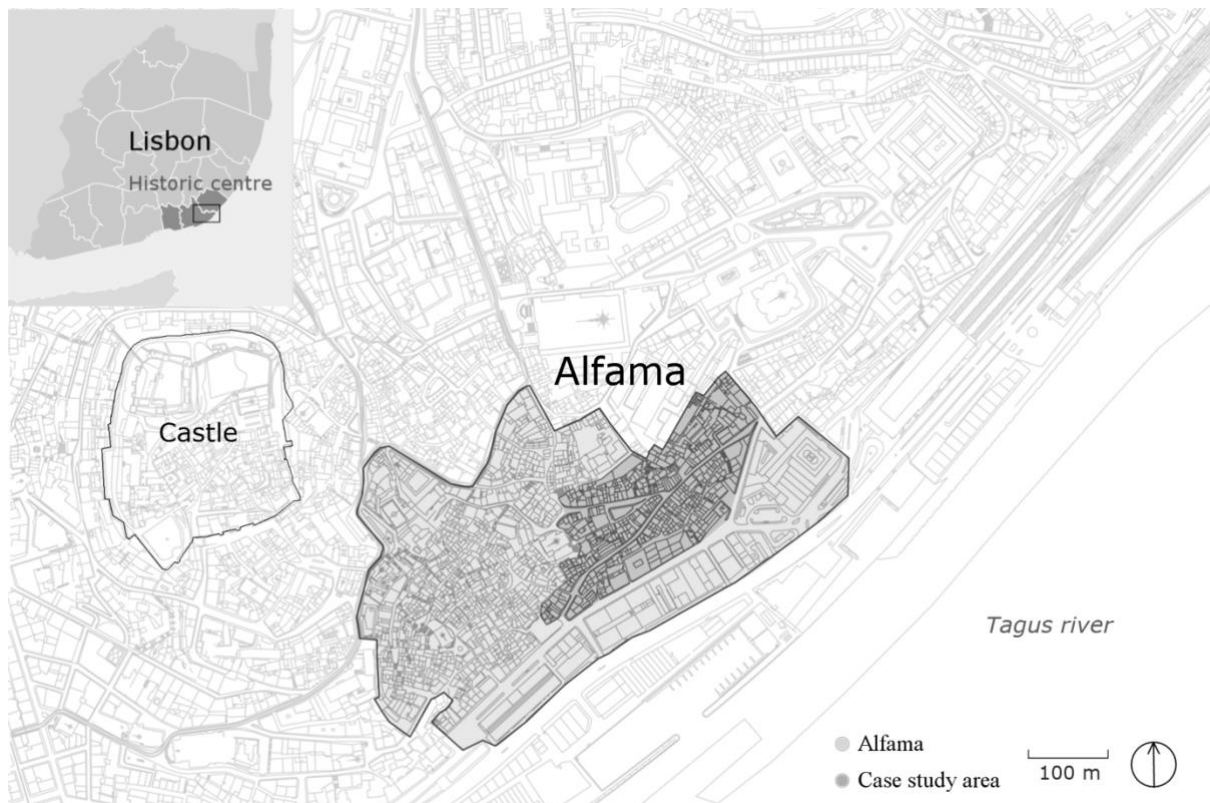 Lisbon
Historic centre
Alfama
Castle
Tagus river
Alfama
Case study area
100 m